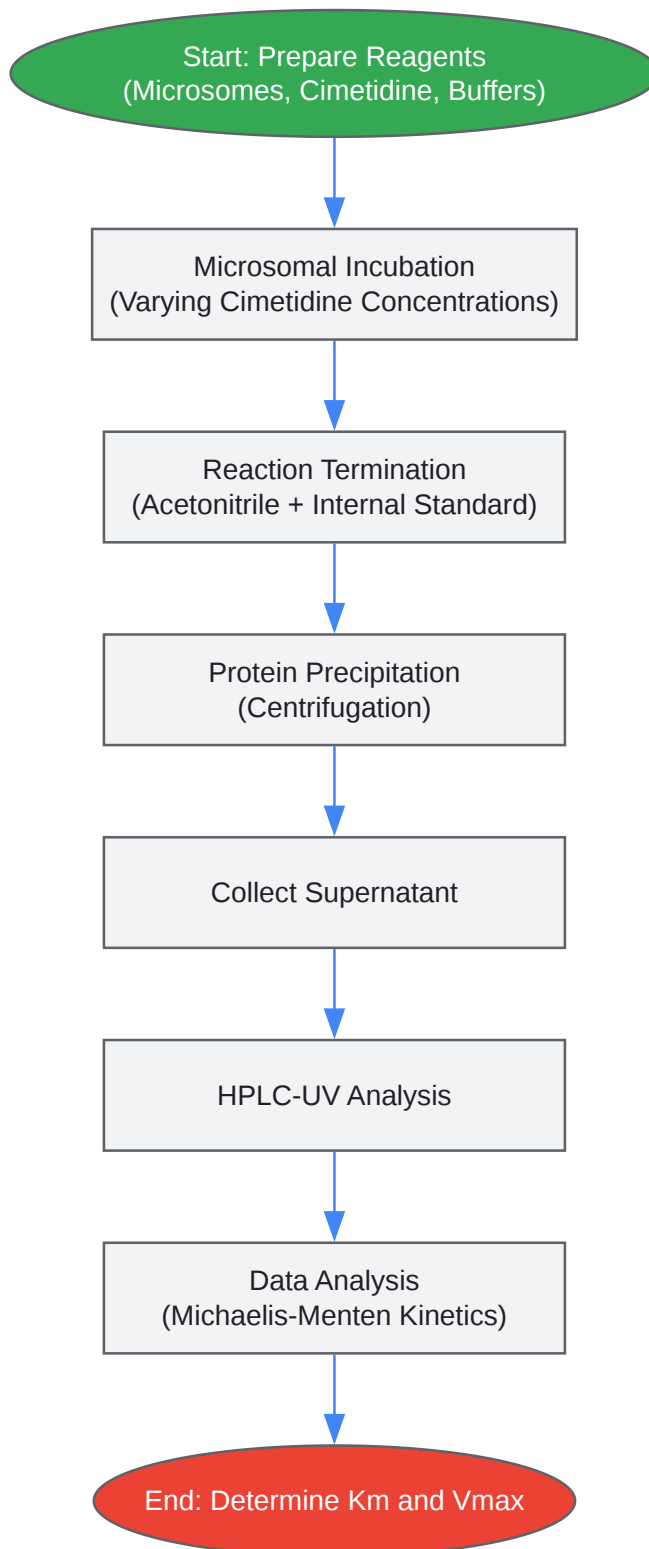 Start: Prepare Reagents
(Microsomes, Cimetidine, Buffers)
Microsomal Incubation
(Varying Cimetidine Concentrations)
Reaction Termination
(Acetonitrile + Internal Standard)
Protein Precipitation
(Centrifugation)
Collect Supernatant
HPLC-UV Analysis
Data Analysis
(Michaelis-Menten Kinetics)
End: Determine Km and Vmax